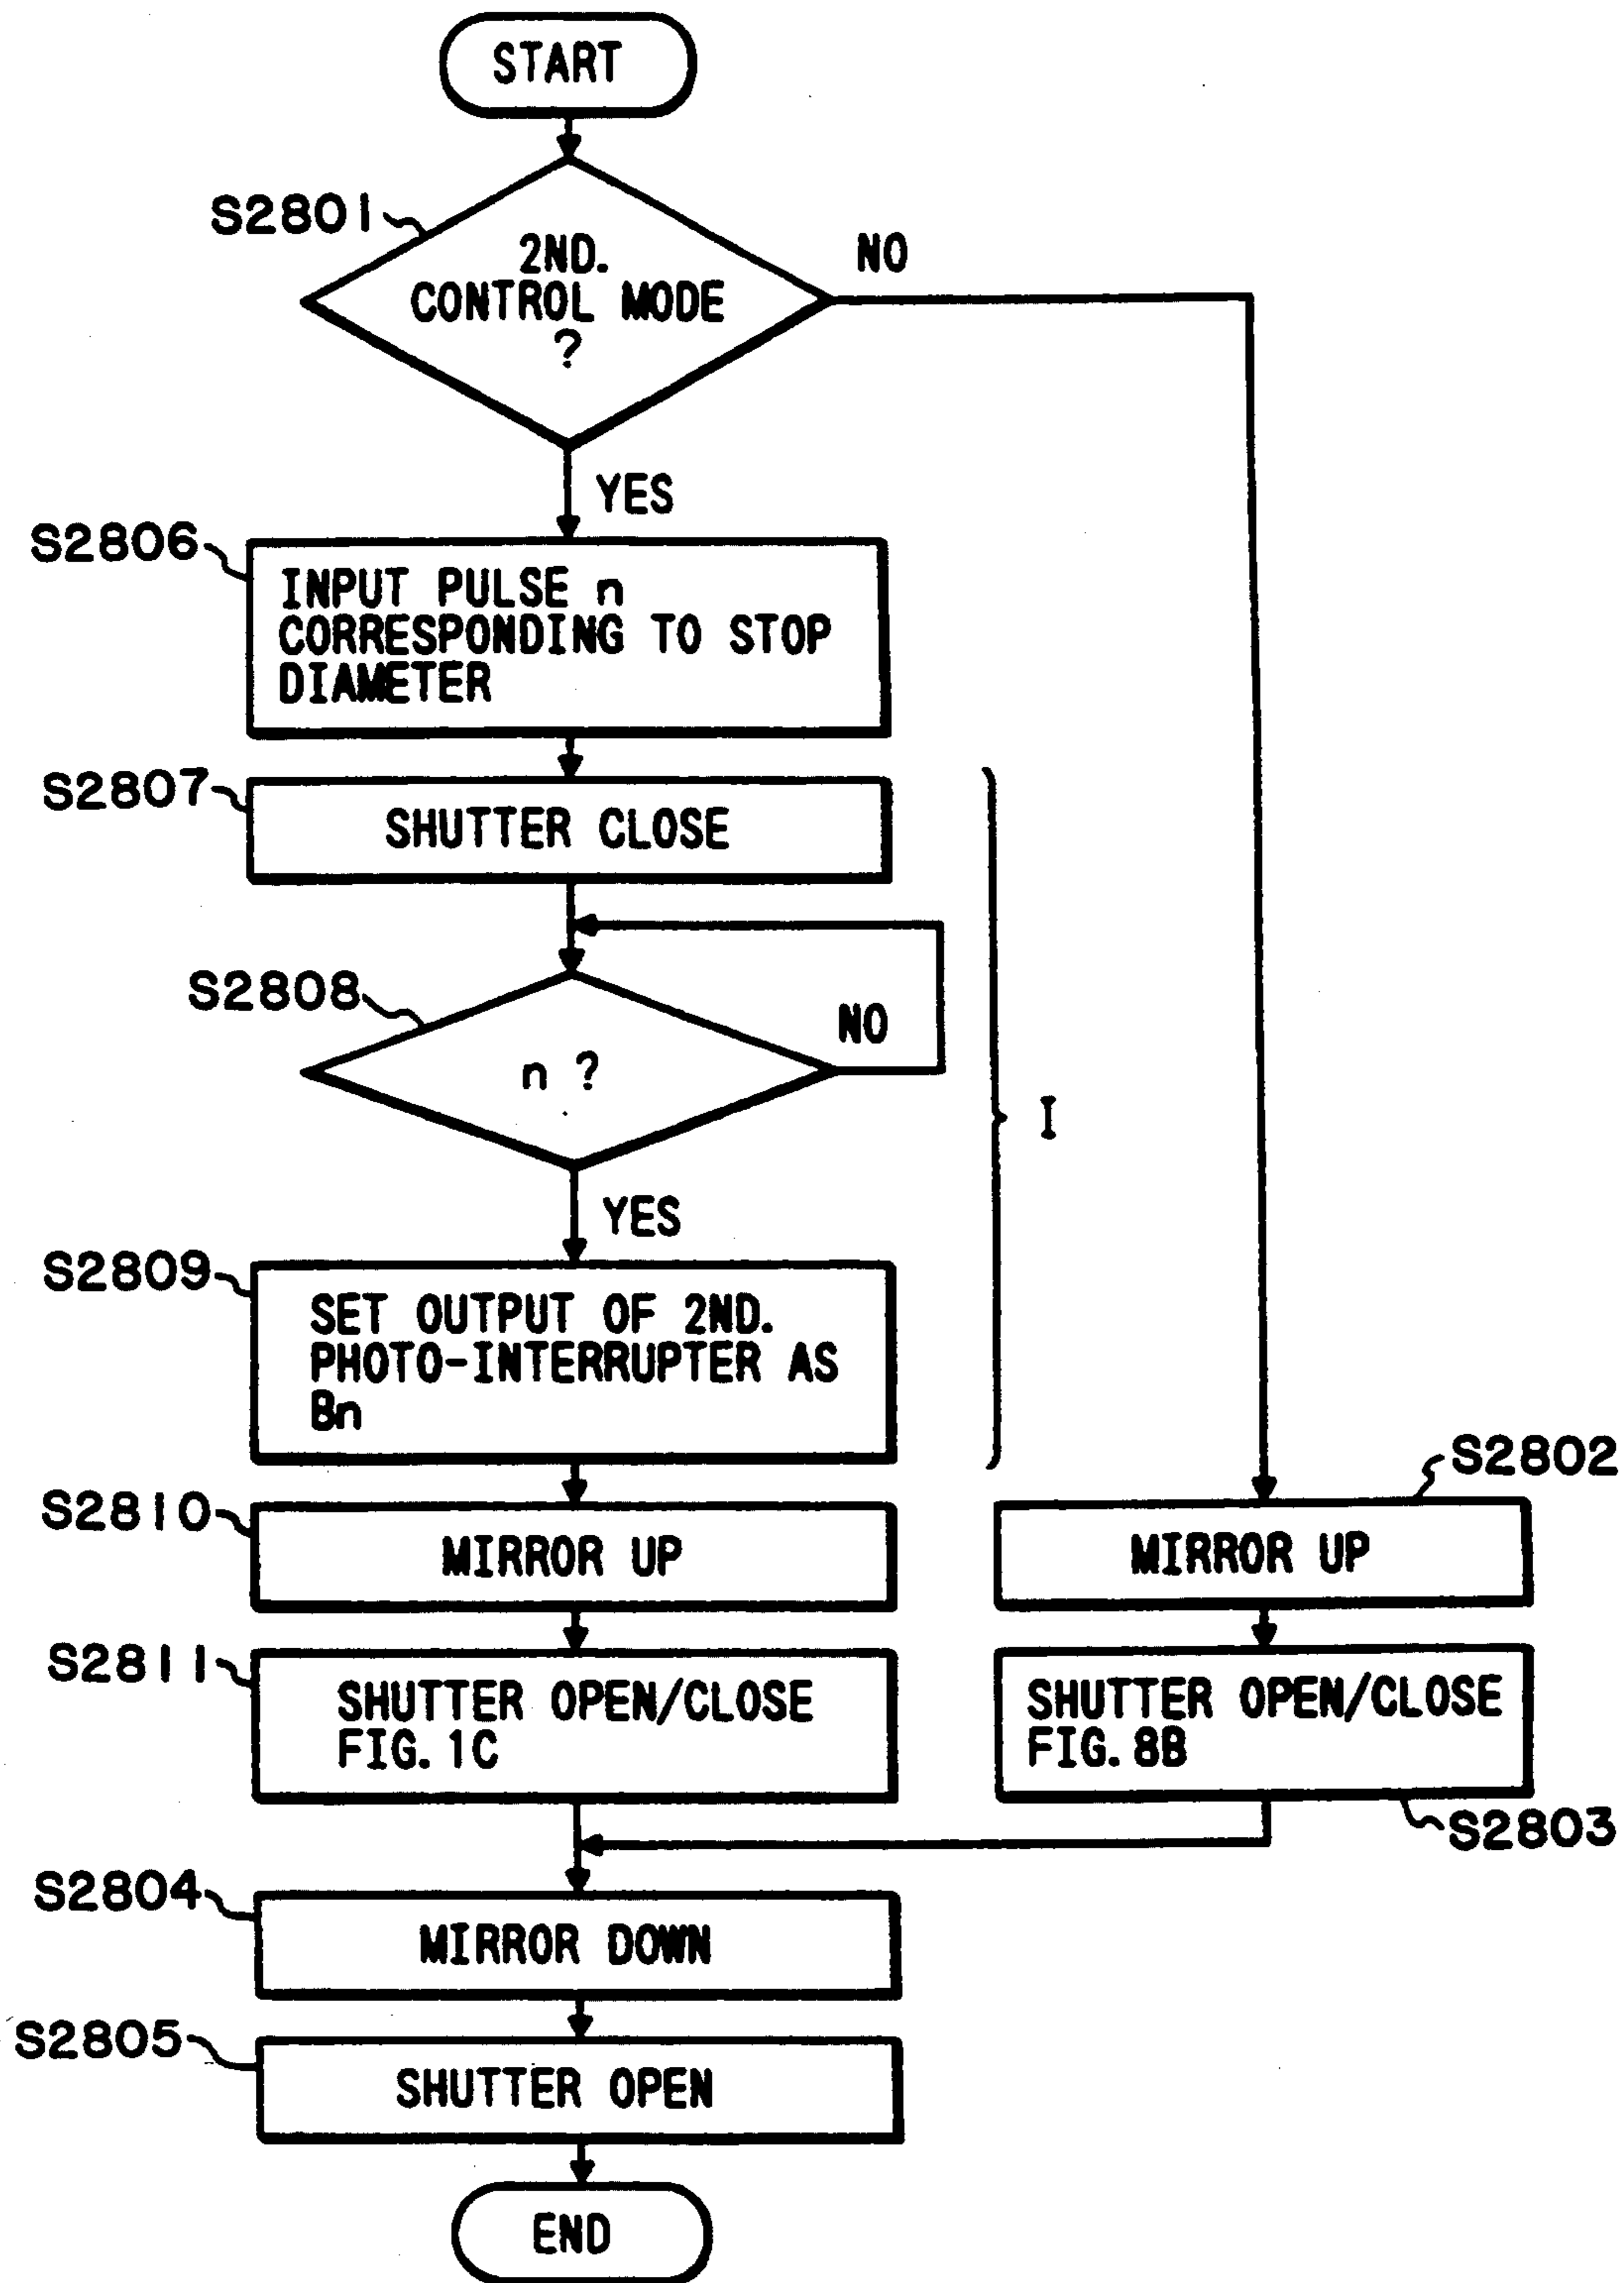 START
S2801
2ND.
CONTROL MODE
?
NO
YES
S2806
INPUT PULSE n
CORRESPONDING TO STOP
DIAMETER
S2807
SHUTTER CLOSE
S2808
n ?
NO
I
YES
S2809
SET OUTPUT OF 2ND.
PHOTO-INTERRUPTER AS
Bn
S2810
MIRROR UP
S2802
MIRROR UP
S2811
SHUTTER OPEN/CLOSE
FIG. 1C
SHUTTER OPEN/CLOSE
FIG. 8B
S2803
S2804
MIRROR DOWN
S2805
SHUTTER OPEN
END